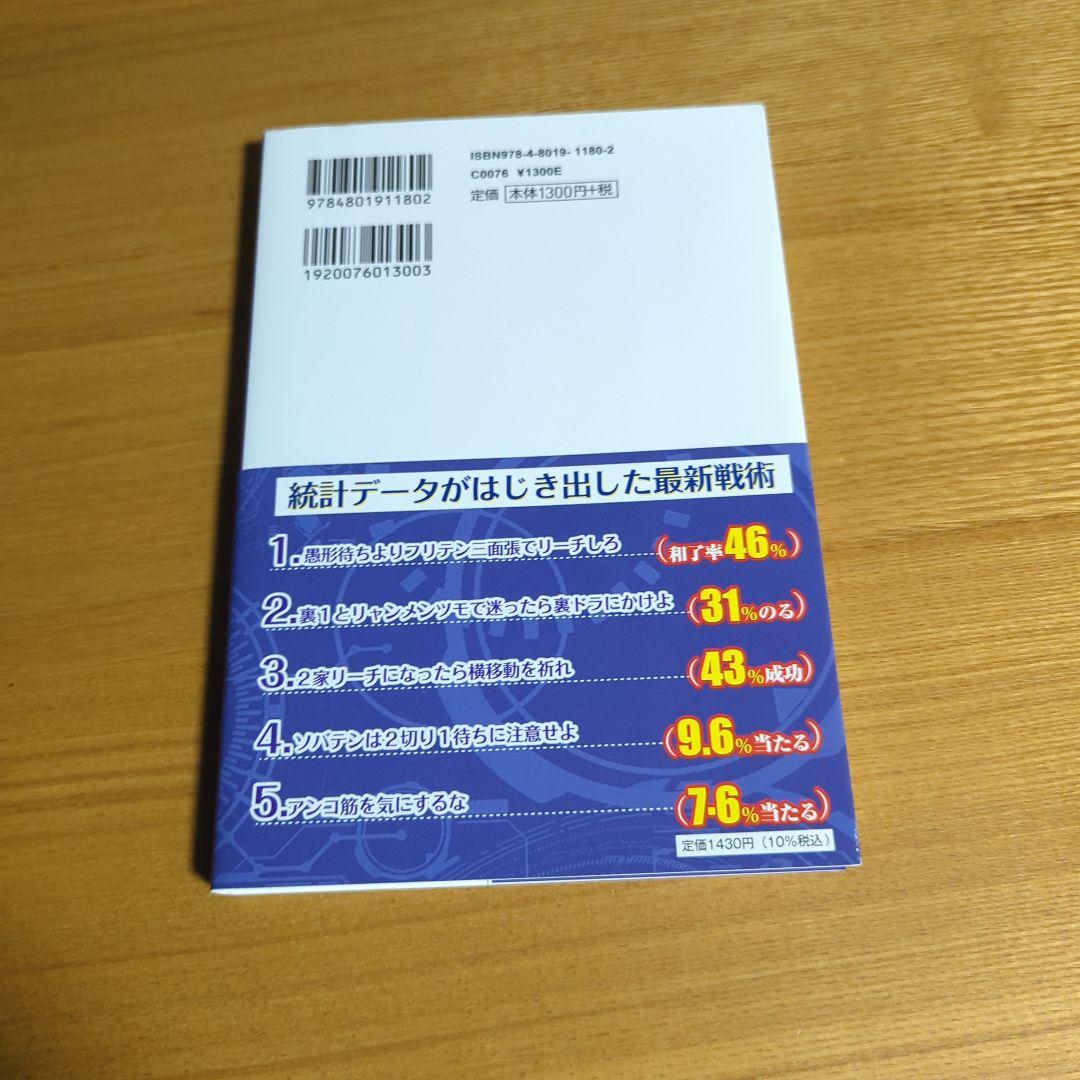 ISBN978-4-8019-1180-2
C0076 ¥1300E
定価 本体1300円+税
9784801911802
1920076013003
統計データがはじき出した最新戦術
1.愚形待ちよりフリテン三面張でリーチしろ (和了率46%)
2.裏1とリャンメンツモで迷ったら裏ドラにかけよ (31%のる)
3.2家リーチになったら横移動を祈れ (43%成功)
4.ソバテンは2切り1待ちに注意せよ (9.6%当たる)
5.アンコ筋を気にするな (7.6%当たる)
定価1430円(10%税込)